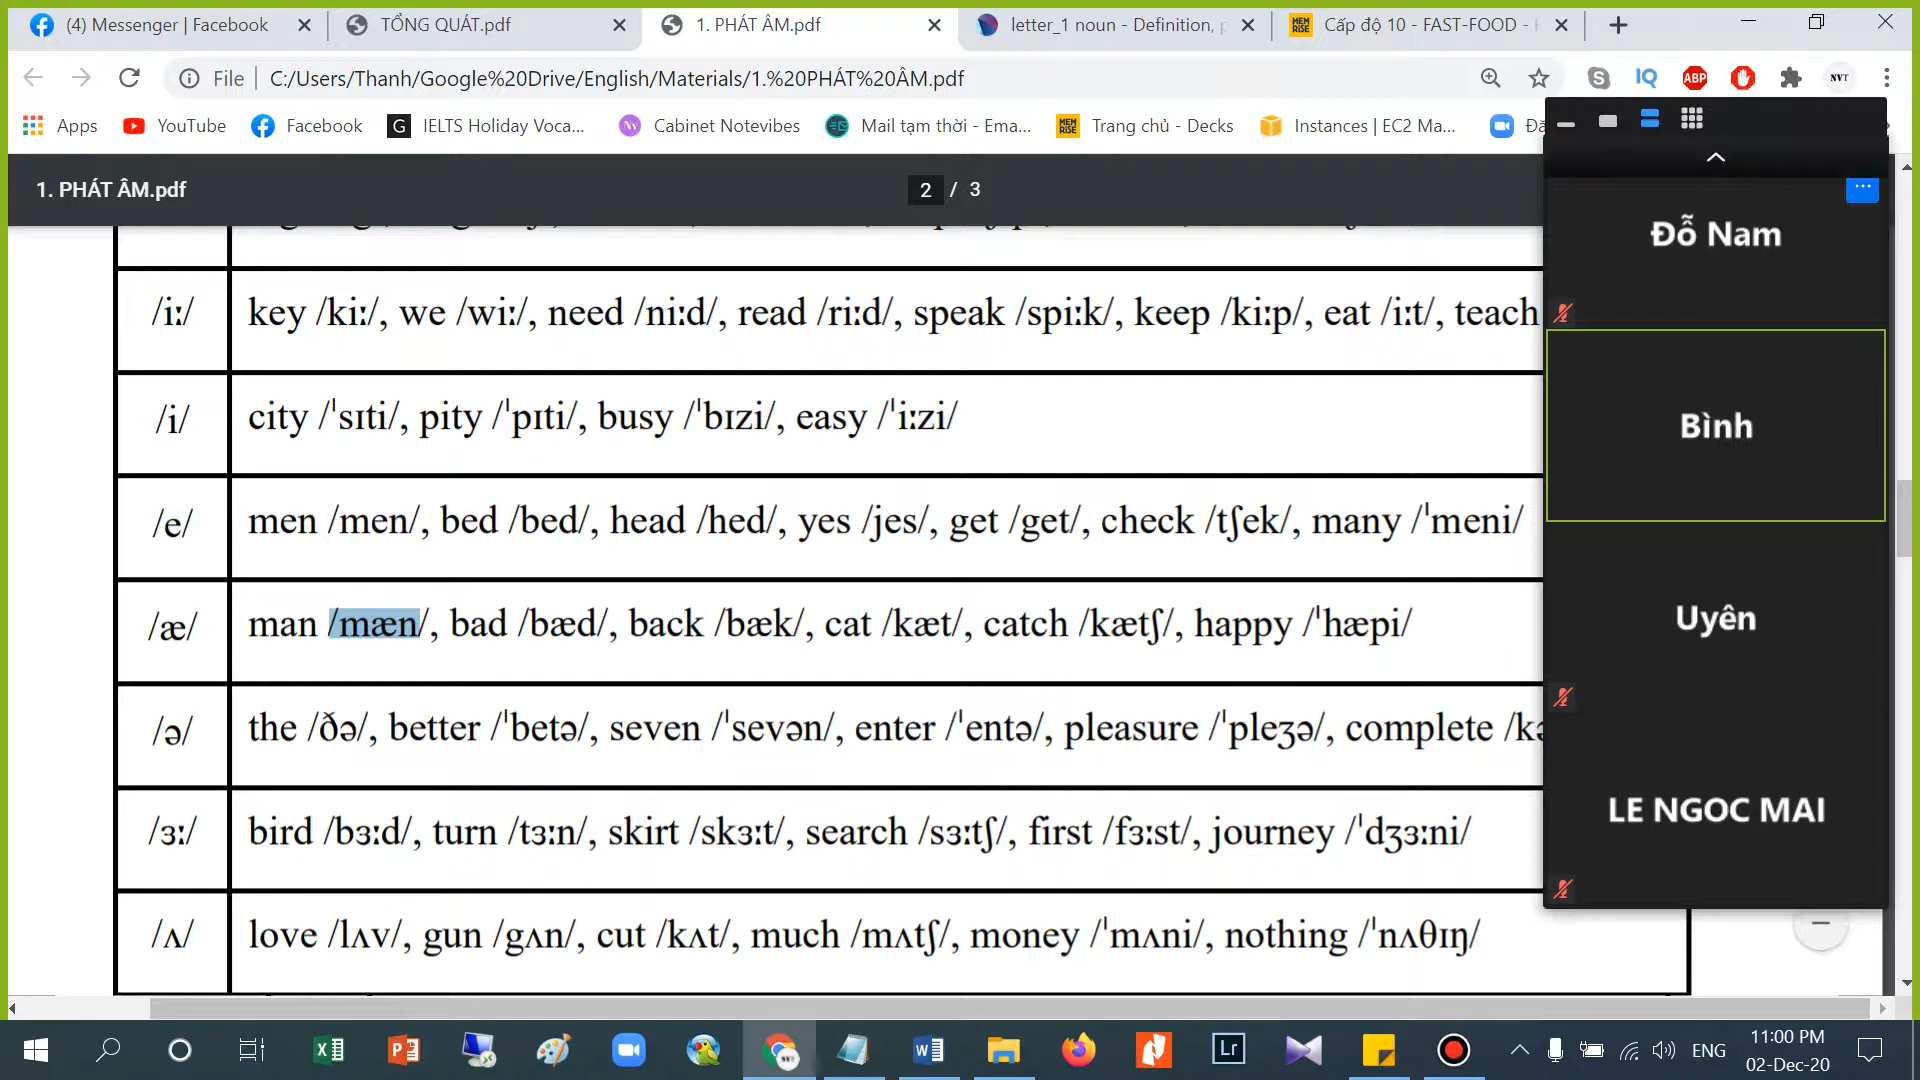 (4) Messenger | Facebook
TỔNG QUÁT.pdf
1. PHÁT ÂM.pdf
letter_1 noun - Definition, p
Cấp độ 10 - FAST-FOOD -
File
C:/Users/Thanh/Google%20Drive/English/Materials/1.%20PHÁT%20ÂM.pdf
IQ
ABP
NVT
Apps
YouTube
Facebook
IELTS Holiday Voca...
Cabinet Notevibes
Mail tạm thời - Ema...
Trang chủ - Decks
Instances | EC2 Ma...
1. PHÁT ÂM.pdf
2 / 3
/iː/ key /kiː/, we /wiː/, need /niːd/, read /riːd/, speak /spiːk/, keep /kiːp/, eat /iːt/, teach
/i/ city /ˈsɪti/, pity /ˈpɪti/, busy /ˈbɪzi/, easy /ˈiːzi/
/e/ men /men/, bed /bed/, head /hed/, yes /jes/, get /get/, check /tʃek/, many /ˈmeni/
/æ/ man /mæn/, bad /bæd/, back /bæk/, cat /kæt/, catch /kætʃ/, happy /ˈhæpi/
/ə/ the /ðə/, better /ˈbetə/, seven /ˈsevən/, enter /ˈentə/, pleasure /ˈpleʒə/, complete /kə
/ɜː/ bird /bɜːd/, turn /tɜːn/, skirt /skɜːt/, search /sɜːtʃ/, first /fɜːst/, journey /ˈdʒɜːni/
/ʌ/ love /lʌv/, gun /gʌn/, cut /kʌt/, much /mʌtʃ/, money /ˈmʌni/, nothing /ˈnʌθɪŋ/
Đỗ Nam
Bình
Uyên
LE NGOC MAI
Lr
ENG
11:00 PM
02-Dec-20